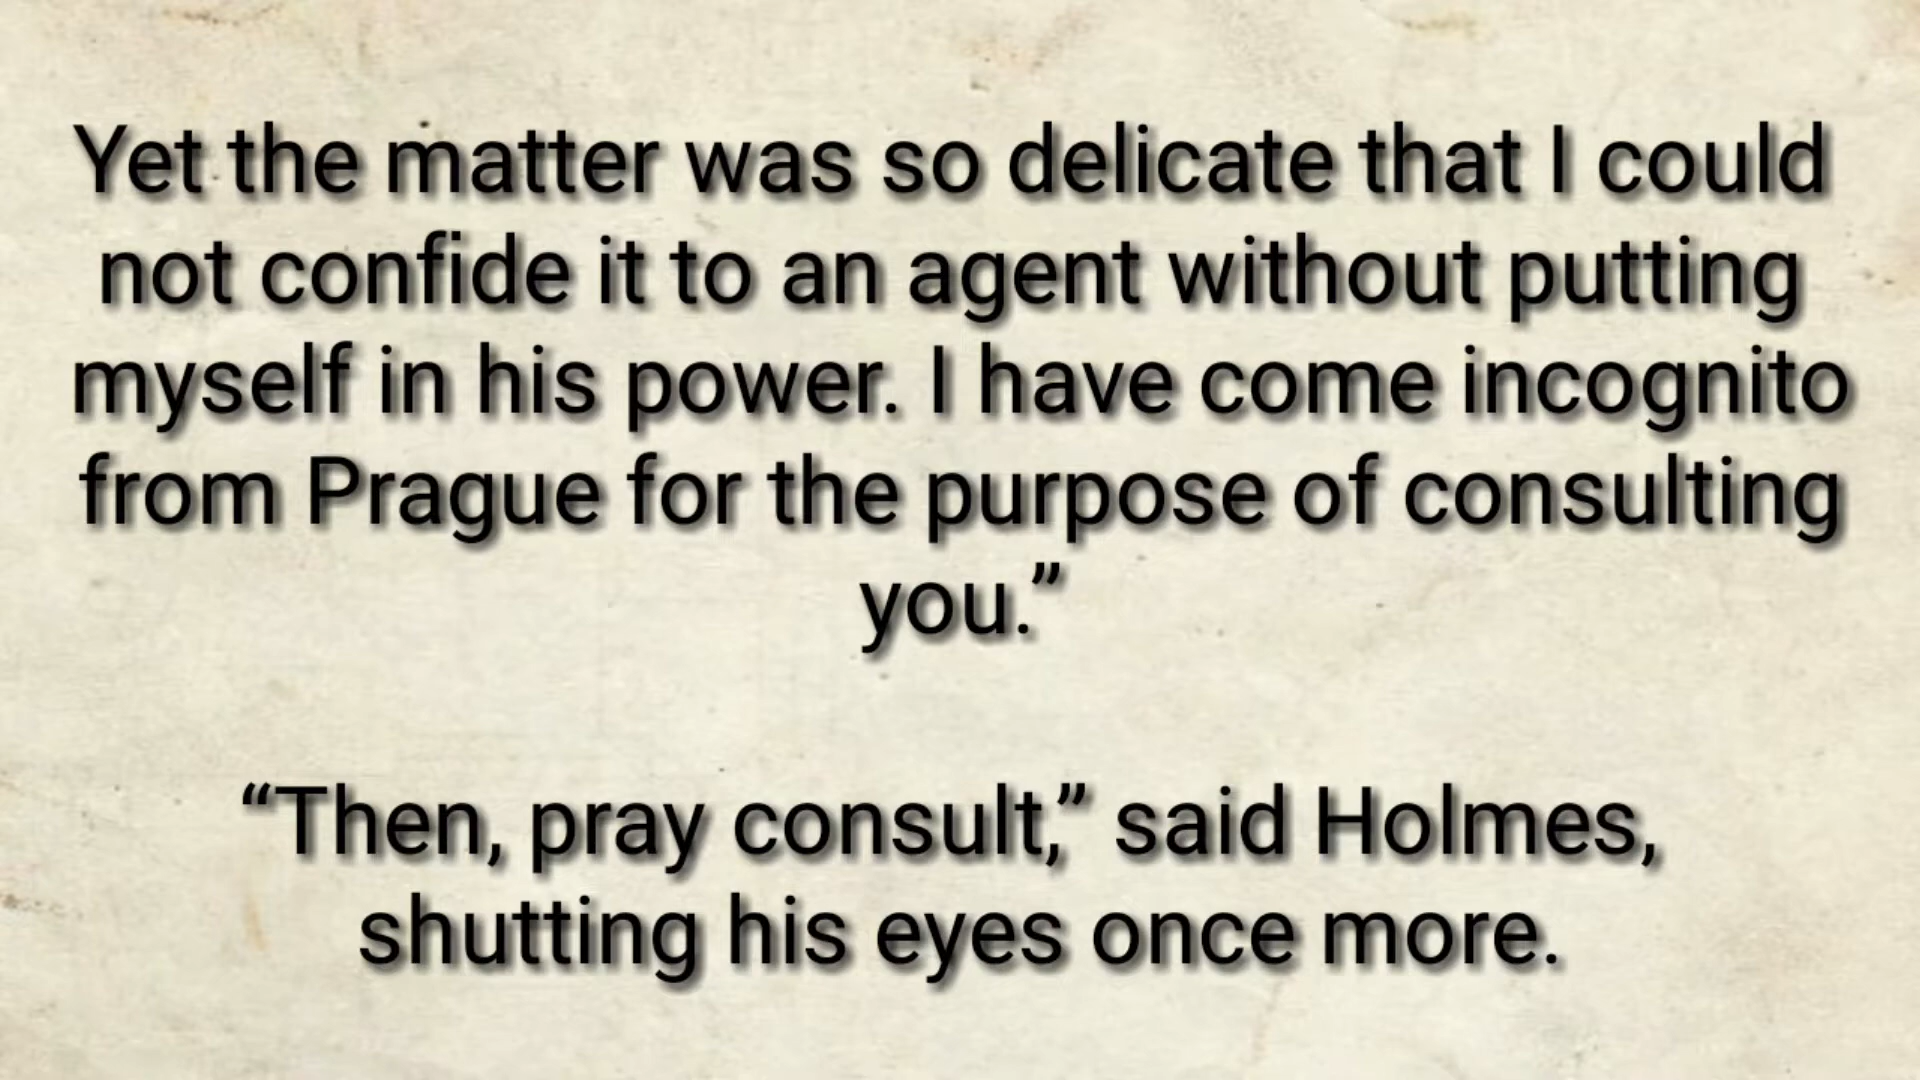 Yet the matter was so delicate that I could
not confide it to an agent without putting
myself in his power. I have come incognito
from Prague for the purpose of consulting
you.”
“Then, pray consult,” said Holmes,
shutting his eyes once more.